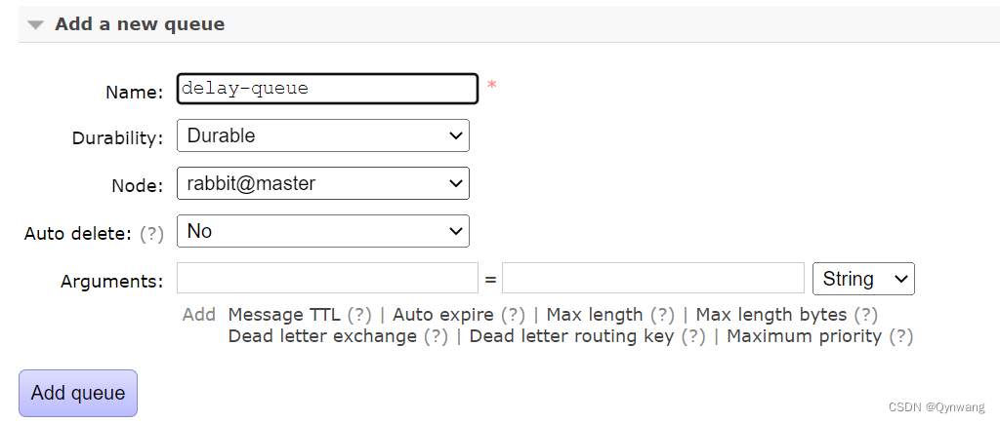 Add a new queue
Name: delay-queue *
Durability: Durable
Node: rabbit@master
Auto delete: (?) No
Arguments: = String
Add Message TTL (?) | Auto expire (?) | Max length (?) | Max length bytes (?)
Dead letter exchange (?) | Dead letter routing key (?) | Maximum priority (?)
Add queue
CSDN @Qynwang